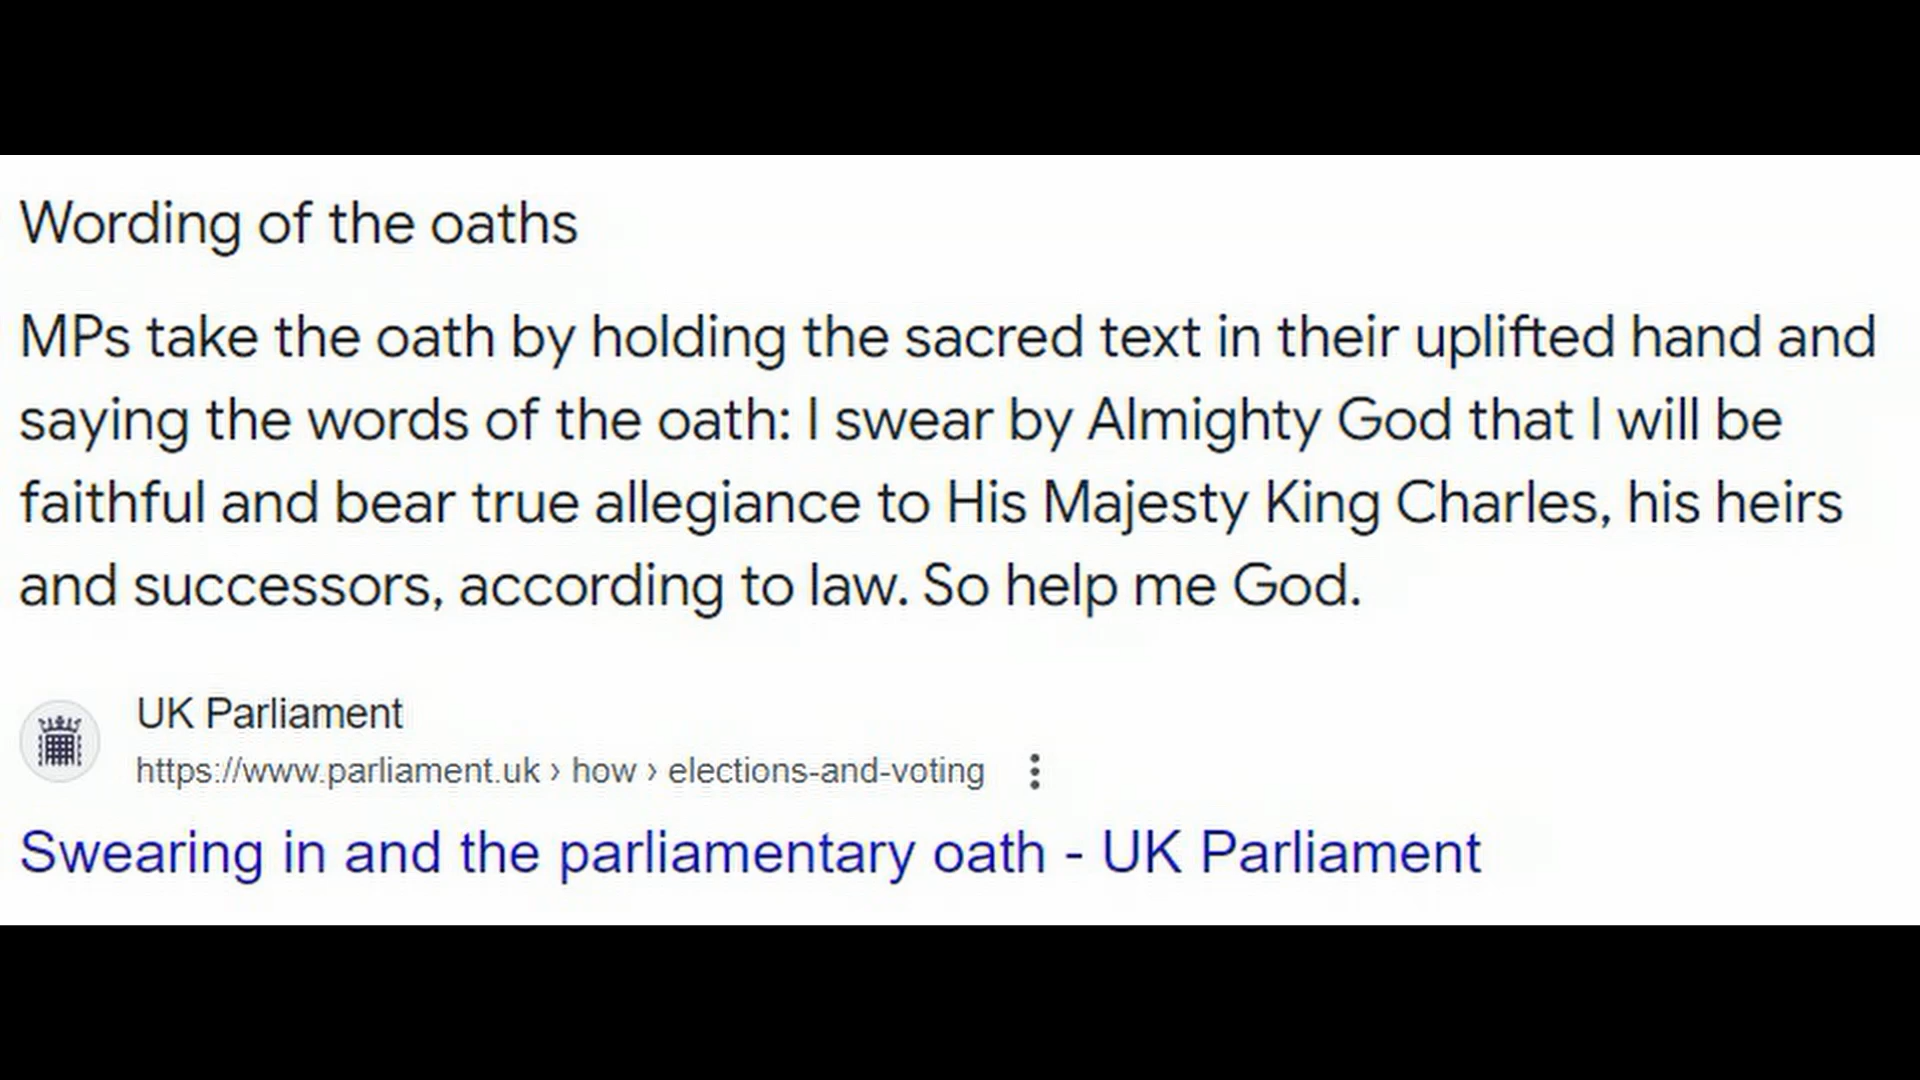 Wording of the oaths
MPs take the oath by holding the sacred text in their uplifted hand and
saying the words of the oath: I swear by Almighty God that I will be
faithful and bear true allegiance to His Majesty King Charles, his heirs
and successors, according to law. So help me God.
UK Parliament
https://www.parliament.uk › how › elections-and-voting
Swearing in and the parliamentary oath - UK Parliament